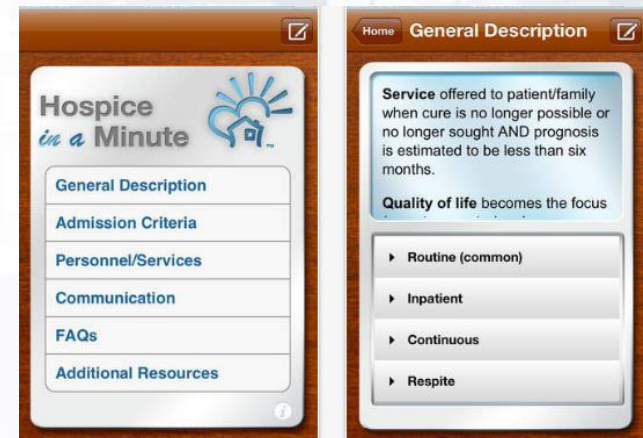 Hospice
in a Minute
TM
General Description
Admission Criteria
Personnel/Services
Communication
FAQs
Additional Resources
i
Home
General Description
Service offered to patient/family
when cure is no longer possible or
no longer sought AND prognosis
is estimated to be less than six
months.
Quality of life becomes the focus
Routine (common)
Inpatient
Continuous
Respite